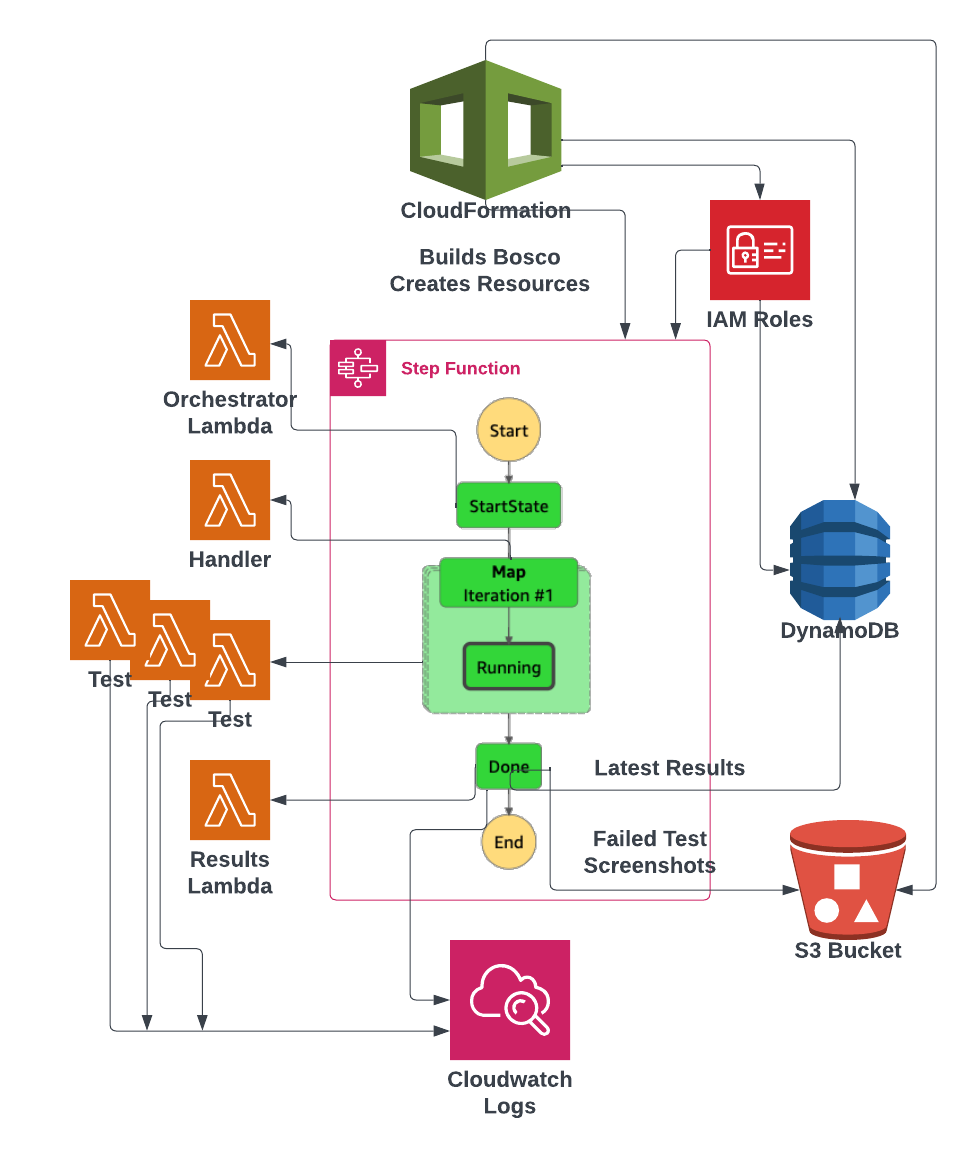 CloudFormation
Builds Bosco
Creates Resources
IAM Roles
Step Function
Orchestrator
Lambda
Start
StartState
Handler
Map
Iteration #1
Running
DynamoDB
Test
Test
Test
Done
Latest Results
Results
Lambda
End
Failed Test
Screenshots
S3 Bucket
Cloudwatch
Logs